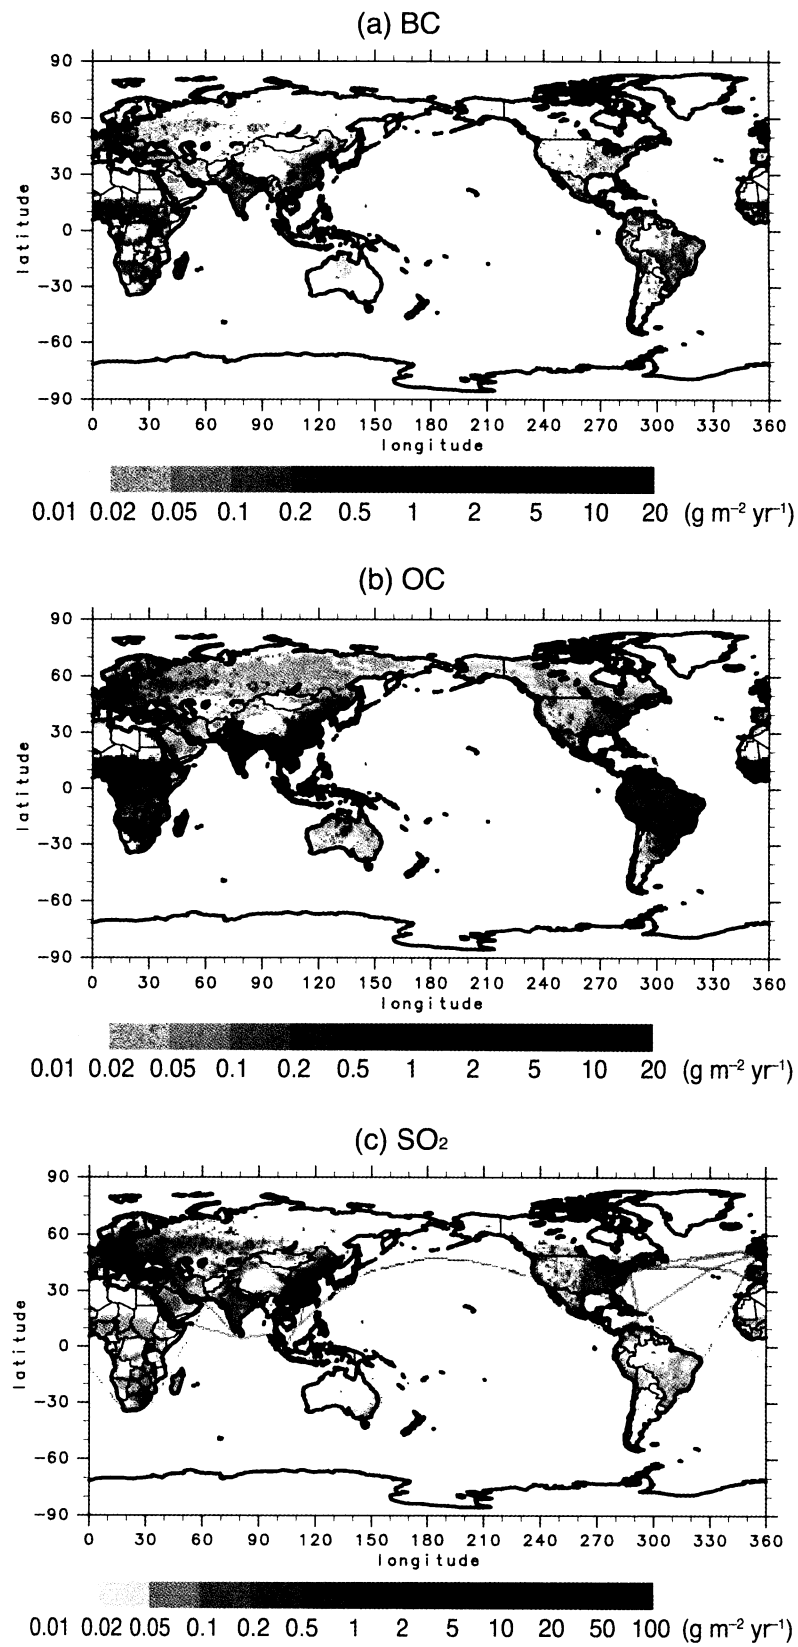 (a) BC
90
60
30
0
−30
−60
−90
latitude
0 30 60 90 120 150 180 210 240 270 300 330 360
longitude
0.01 0.02 0.05 0.1 0.2 0.5 1 2 5 10 20 (g m⁻² yr⁻¹)
(b) OC
90
60
30
0
−30
−60
−90
latitude
0 30 60 90 120 150 180 210 240 270 300 330 360
longitude
0.01 0.02 0.05 0.1 0.2 0.5 1 2 5 10 20 (g m⁻² yr⁻¹)
(c) SO₂
90
60
30
0
−30
−60
−90
latitude
0 30 60 90 120 150 180 210 240 270 300 330 360
longitude
0.01 0.02 0.05 0.1 0.2 0.5 1 2 5 10 20 50 100 (g m⁻² yr⁻¹)